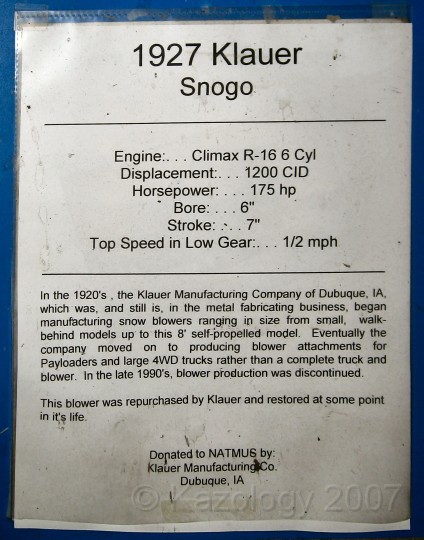 1927 Klauer
Snogo
Engine:. . . Climax R-16 6 Cyl
Displacement:. . . 1200 CID
Horsepower: . . . 175 hp
Bore: . . . 6"
Stroke: . . . 7"
Top Speed in Low Gear:. . . 1/2 mph
In the 1920's , the Klauer Manufacturing Company of Dubuque, IA,
which was, and still is, in the metal fabricating business, began
manufacturing snow blowers ranging in size from small, walk-
behind models up to this 8' self-propelled model. Eventually the
company moved on to producing blower attachments for
Payloaders and large 4WD trucks rather than a complete truck and
blower. In the late 1990's, blower production was discontinued.
This blower was repurchased by Klauer and restored at some point
in it's life.
Donated to NATMUS by:
Klauer Manufacturing Co.
Dubuque, IA
© Kazology 2007